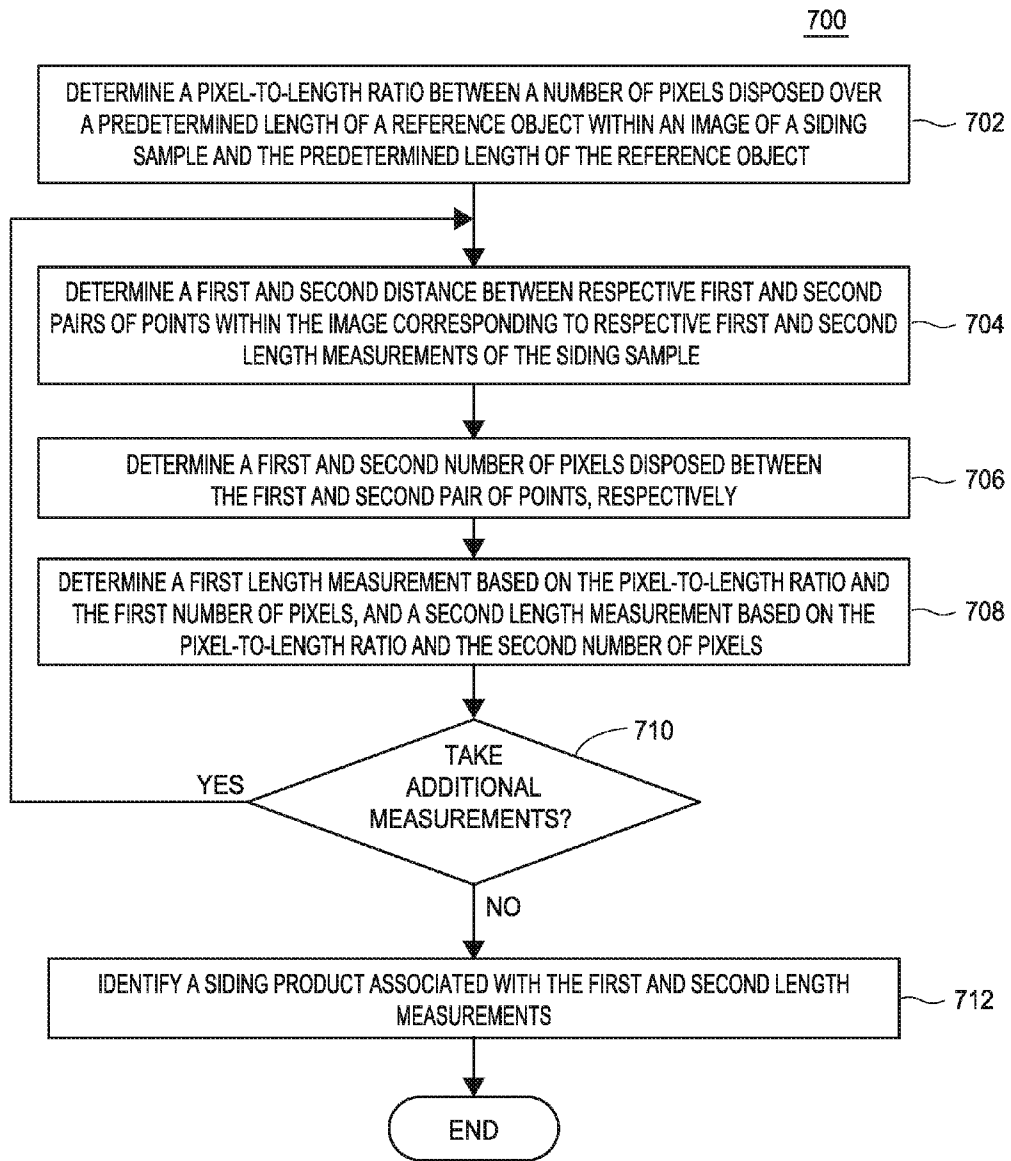 700
DETERMINE A PIXEL-TO-LENGTH RATIO BETWEEN A NUMBER OF PIXELS DISPOSED OVER
A PREDETERMINED LENGTH OF A REFERENCE OBJECT WITHIN AN IMAGE OF A SIDING
SAMPLE AND THE PREDETERMINED LENGTH OF THE REFERENCE OBJECT
702
DETERMINE A FIRST AND SECOND DISTANCE BETWEEN RESPECTIVE FIRST AND SECOND
PAIRS OF POINTS WITHIN THE IMAGE CORRESPONDING TO RESPECTIVE FIRST AND SECOND
LENGTH MEASUREMENTS OF THE SIDING SAMPLE
704
DETERMINE A FIRST AND SECOND NUMBER OF PIXELS DISPOSED BETWEEN
THE FIRST AND SECOND PAIR OF POINTS, RESPECTIVELY
706
DETERMINE A FIRST LENGTH MEASUREMENT BASED ON THE PIXEL-TO-LENGTH RATIO AND
THE FIRST NUMBER OF PIXELS, AND A SECOND LENGTH MEASUREMENT BASED ON THE
PIXEL-TO-LENGTH RATIO AND THE SECOND NUMBER OF PIXELS
708
710
TAKE
ADDITIONAL
MEASUREMENTS?
YES
NO
IDENTIFY A SIDING PRODUCT ASSOCIATED WITH THE FIRST AND SECOND LENGTH
MEASUREMENTS
712
END